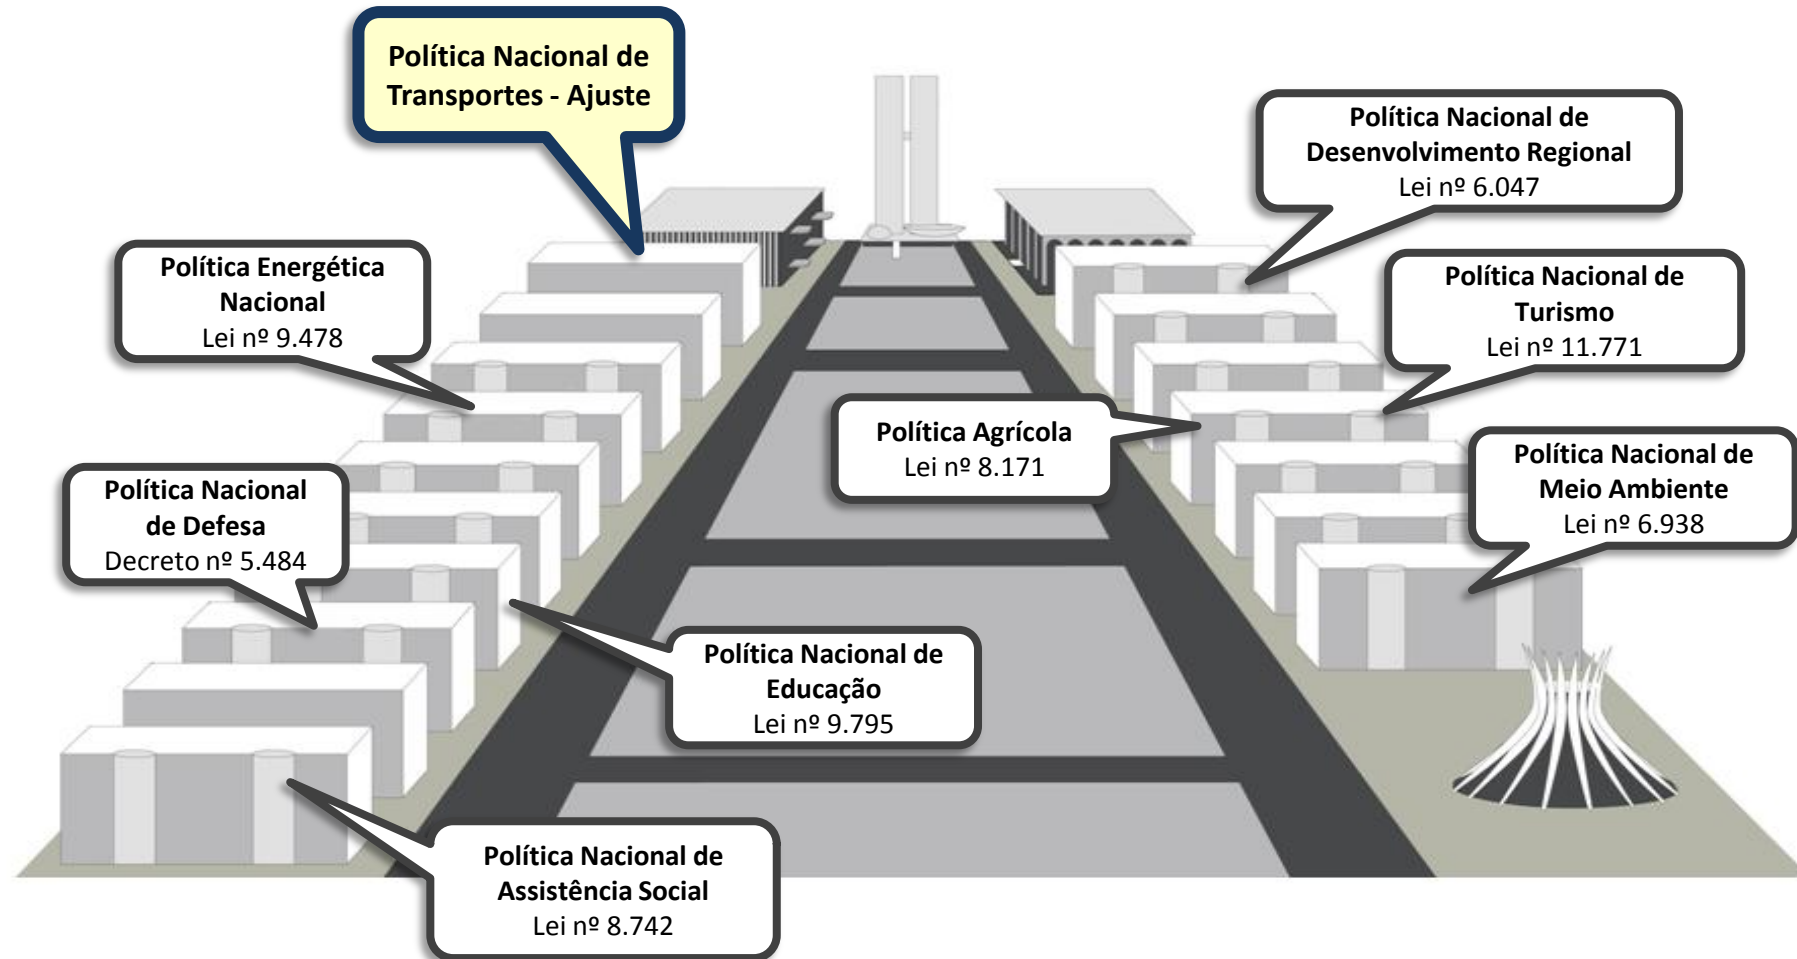 Política Nacional de
Transportes - Ajuste
Política Nacional de
Desenvolvimento Regional
Lei nº 6.047
Política Energética
Nacional
Lei nº 9.478
Política Nacional de
Turismo
Lei nº 11.771
Política Agrícola
Lei nº 8.171
Política Nacional de
Meio Ambiente
Lei nº 6.938
Política Nacional
de Defesa
Decreto nº 5.484
Política Nacional de
Educação
Lei nº 9.795
Política Nacional de
Assistência Social
Lei nº 8.742